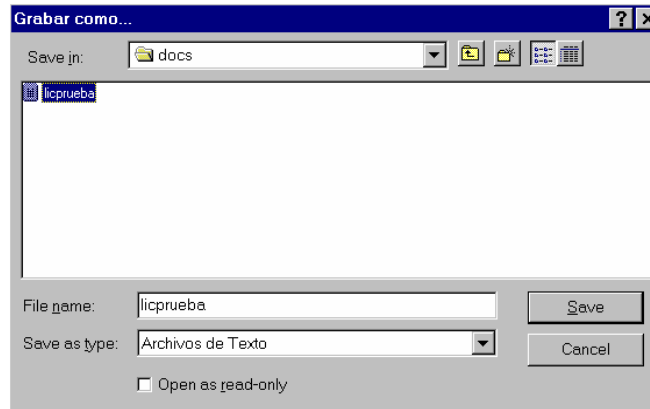 Grabar como...
Save in: docs
licprueba
File name: licprueba
Save
Save as type: Archivos de Texto
Cancel
Open as read-only